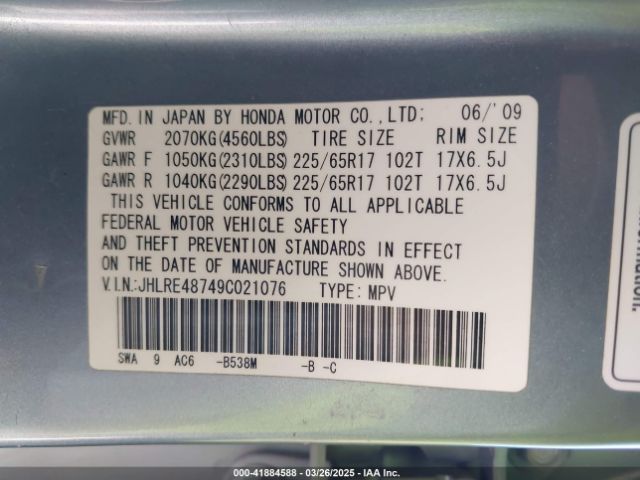 MFD. IN JAPAN BY HONDA MOTOR CO.,LTD; 06/'09
GVWR 2070KG(4560LBS) TIRE SIZE RIM SIZE
GAWR F 1050KG(2310LBS) 225/65R17 102T 17X6.5J
GAWR R 1040KG(2290LBS) 225/65R17 102T 17X6.5J
THIS VEHICLE CONFORMS TO ALL APPLICABLE
FEDERAL MOTOR VEHICLE SAFETY
AND THEFT PREVENTION STANDARDS IN EFFECT
ON THE DATE OF MANUFACTURE SHOWN ABOVE.
V.I.N.:JHLRE48749C021076 TYPE: MPV
SWA 9 AC6 -B538M -B -C
000-41884588 — 03/26/2025 — IAA Inc.